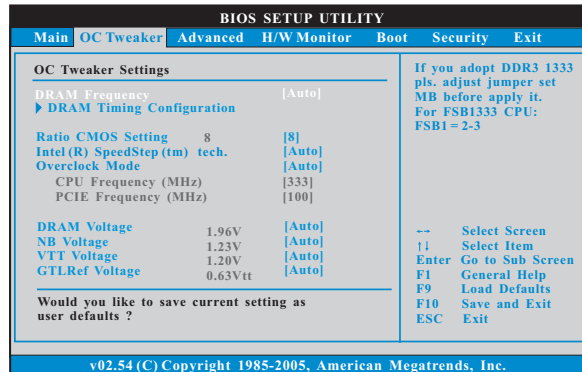 BIOS SETUP UTILITY
Main OC Tweaker Advanced H/W Monitor Boot Security Exit
OC Tweaker Settings
DRAM Frequency [Auto]
DRAM Timing Configuration
Ratio CMOS Setting 8 [8]
Intel (R) SpeedStep (tm) tech. [Auto]
Overclock Mode [Auto]
CPU Frequency (MHz) [333]
PCIE Frequency (MHz) [100]
DRAM Voltage 1.96V [Auto]
NB Voltage 1.23V [Auto]
VTT Voltage 1.20V [Auto]
GTLRef Voltage 0.63Vtt [Auto]
Would you like to save current setting as
user defaults ?
If you adopt DDR3 1333
pls. adjust jumper set
MB before apply it.
For FSB1333 CPU:
FSB1 = 2-3
←→ Select Screen
↑↓ Select Item
Enter Go to Sub Screen
F1 General Help
F9 Load Defaults
F10 Save and Exit
ESC Exit
v02.54 (C) Copyright 1985-2005, American Megatrends, Inc.